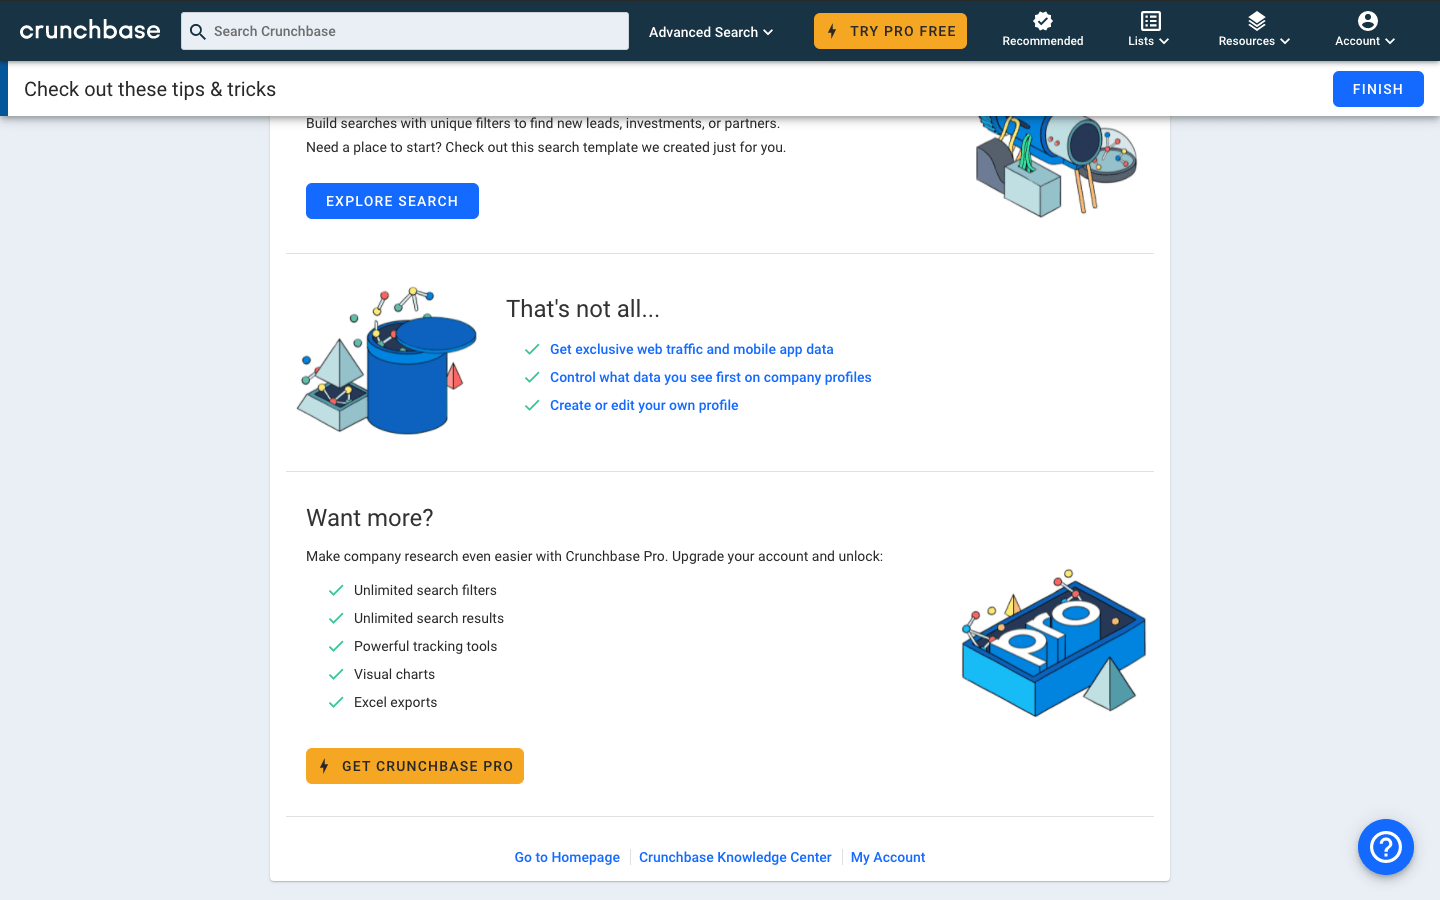 crunchbase
Search Crunchbase
Advanced Search
TRY PRO FREE
Recommended
Lists
Resources
Account
Check out these tips & tricks
FINISH
Build searches with unique filters to find new leads, investments, or partners.
Need a place to start? Check out this search template we created just for you.
EXPLORE SEARCH
That's not all...
Get exclusive web traffic and mobile app data
Control what data you see first on company profiles
Create or edit your own profile
Want more?
Make company research even easier with Crunchbase Pro. Upgrade your account and unlock:
Unlimited search filters
Unlimited search results
Powerful tracking tools
Visual charts
Excel exports
pro
GET CRUNCHBASE PRO
Go to Homepage
Crunchbase Knowledge Center
My Account